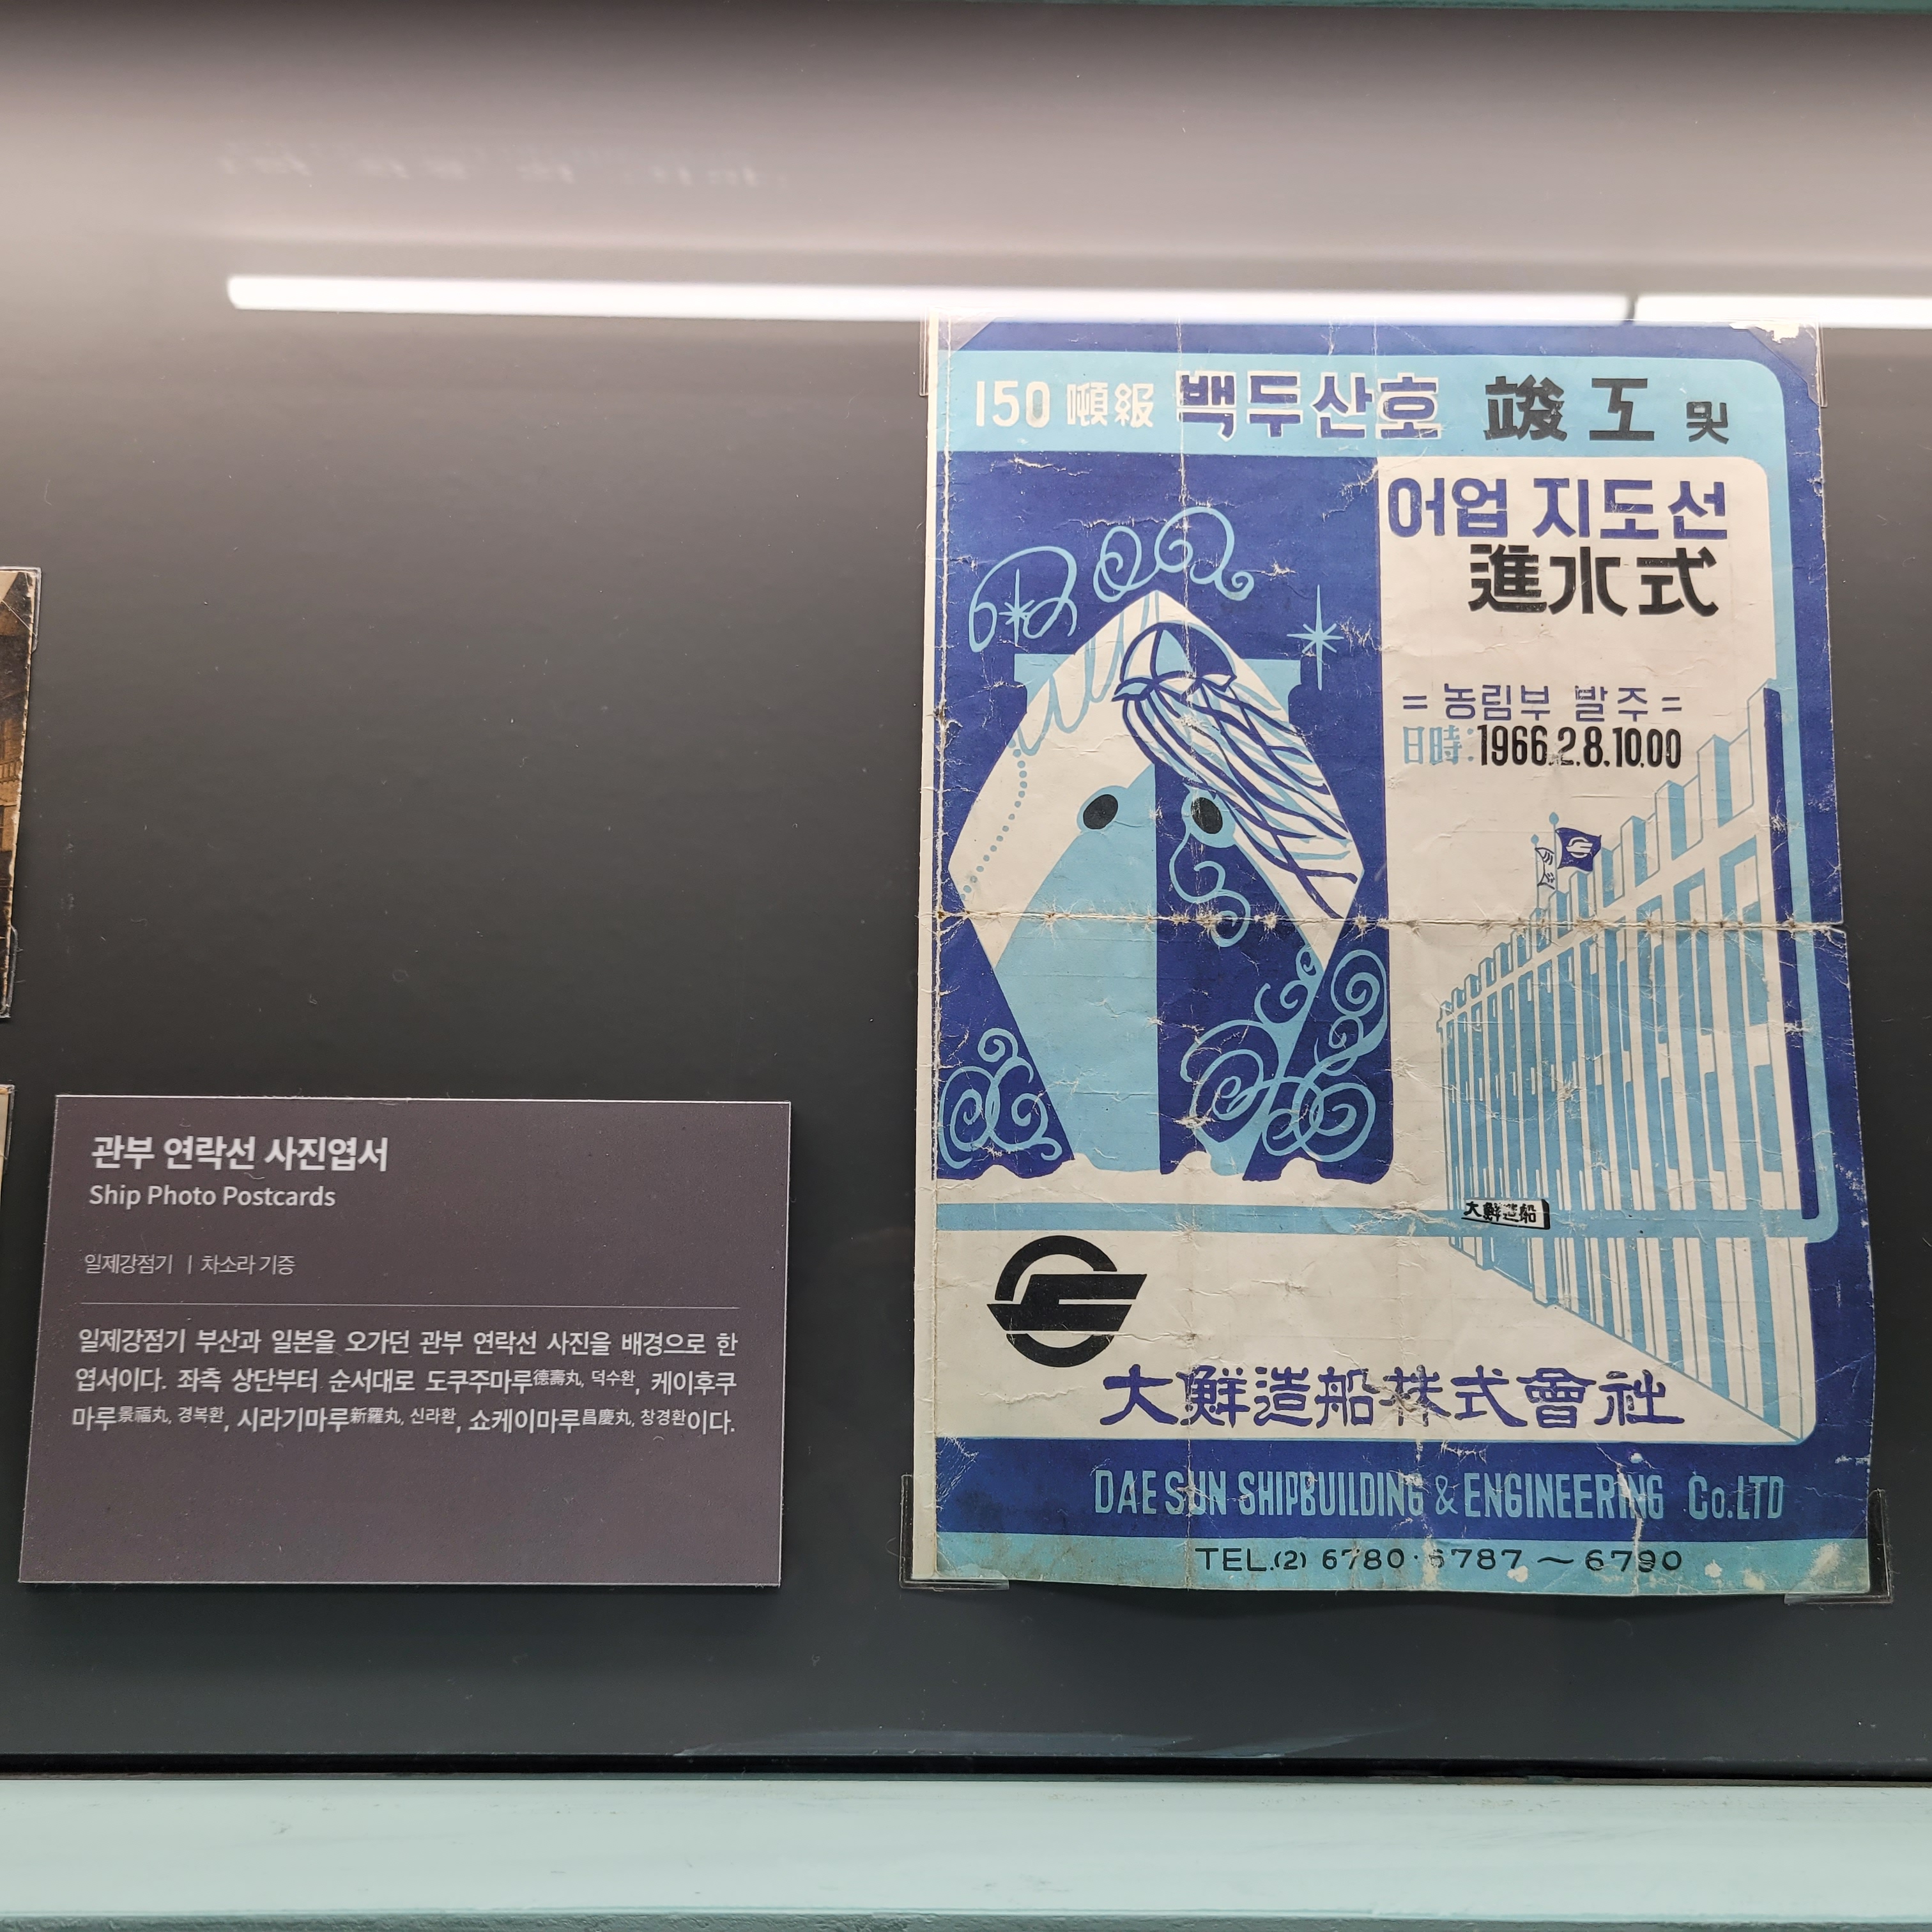 관부 연락선 사진엽서
Ship Photo Postcards
일제강점기 | 차소라 기증
일제강점기 부산과 일본을 오가던 관부 연락선 사진을 배경으로 한
엽서이다. 좌측 상단부터 순서대로 도쿠주마루德壽丸, 덕수환, 케이후쿠
마루景福丸, 경복환, 시라기마루新羅丸, 신라환, 쇼케이마루昌慶丸, 창경환이다.
150 噸級 백두산호 竣工 및
어업 지도선
進水式
= 농림부 발주 =
日時:1966.2.8.10.00
大鮮造船
大鮮造船株式會社
DAE SUN SHIPBUILDING & ENGINEERING Co.LTD
TEL.(2) 6780·6787～6790